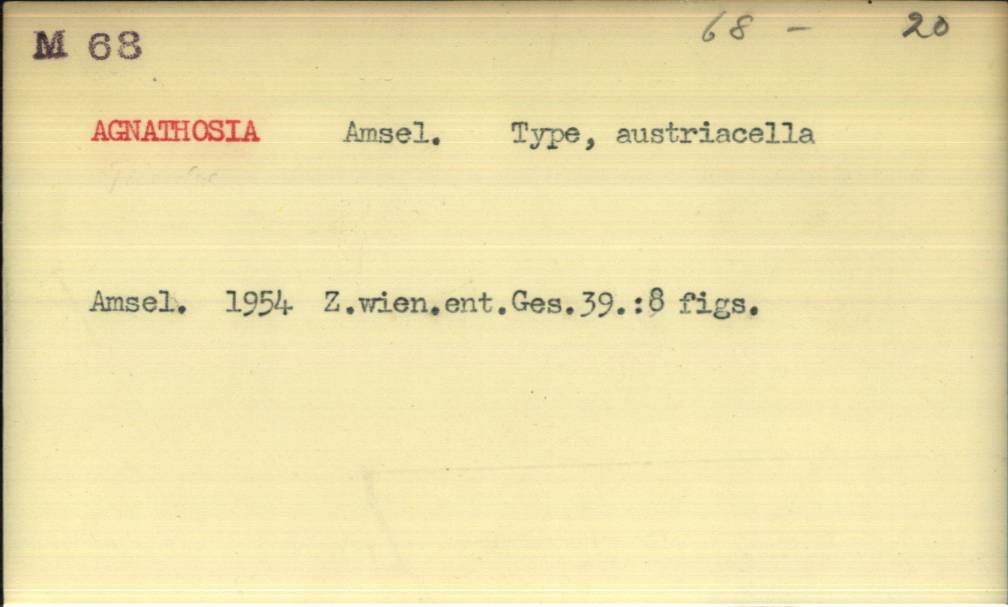 M 68 68 - 20
AGNATHOSIA Amsel. Type, austriacella
Amsel. 1954 Z.wien.ent.Ges.39.:8 figs.